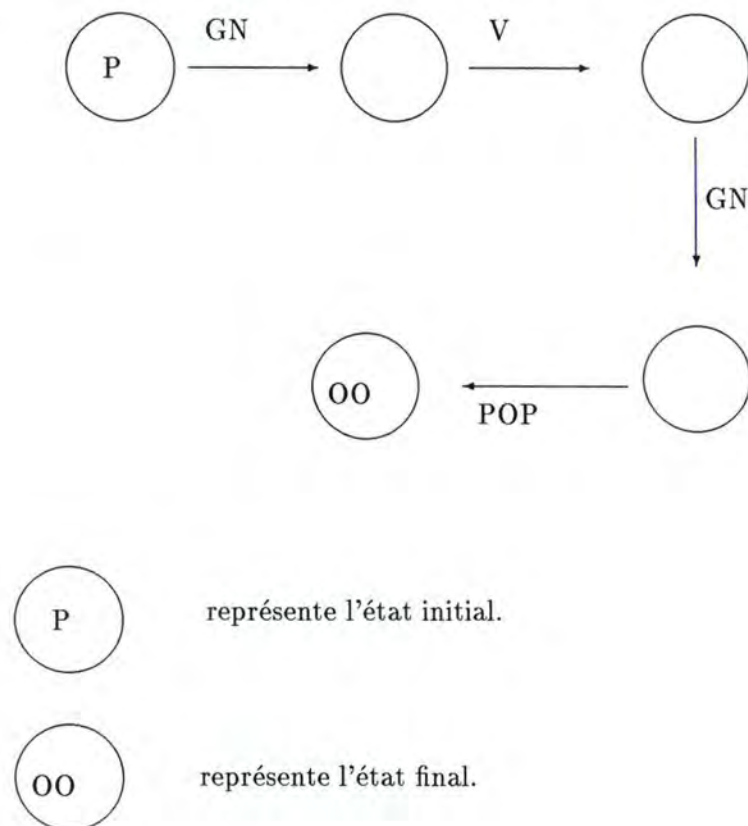 GN V
P
GN
OO
POP
P représente l'état initial.
OO représente l'état final.